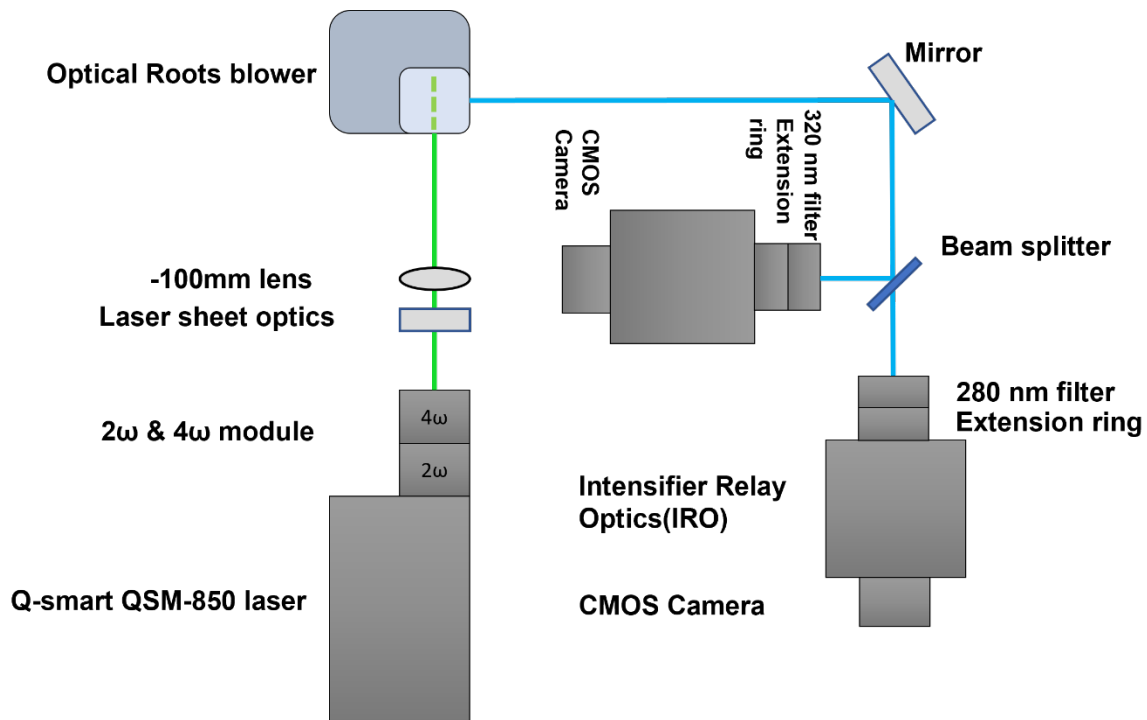 Optical Roots blower
Mirror
CMOS
Camera
320 nm filter
Extension
ring
Beam splitter
-100mm lens
Laser sheet optics
280 nm filter
Extension ring
2ω & 4ω module
4ω
2ω
Intensifier Relay
Optics(IRO)
Q-smart QSM-850 laser
CMOS Camera